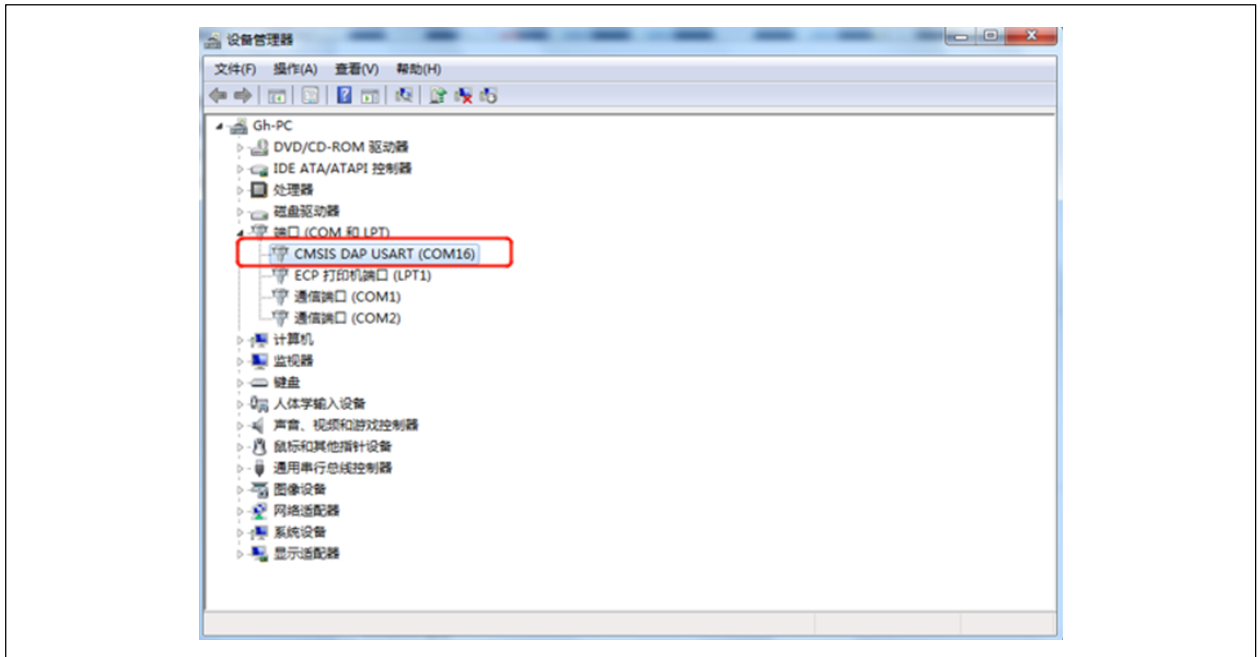 设备管理器
文件(F) 操作(A) 查看(V) 帮助(H)
Gh-PC
DVD/CD-ROM 驱动器
IDE ATA/ATAPI 控制器
处理器
磁盘驱动器
端口 (COM 和 LPT)
CMSIS DAP USART (COM16)
ECP 打印机端口 (LPT1)
通信端口 (COM1)
通信端口 (COM2)
计算机
监视器
键盘
人体学输入设备
声音、视频和游戏控制器
鼠标和其他指针设备
通用串行总线控制器
图像设备
网络适配器
系统设备
显示适配器